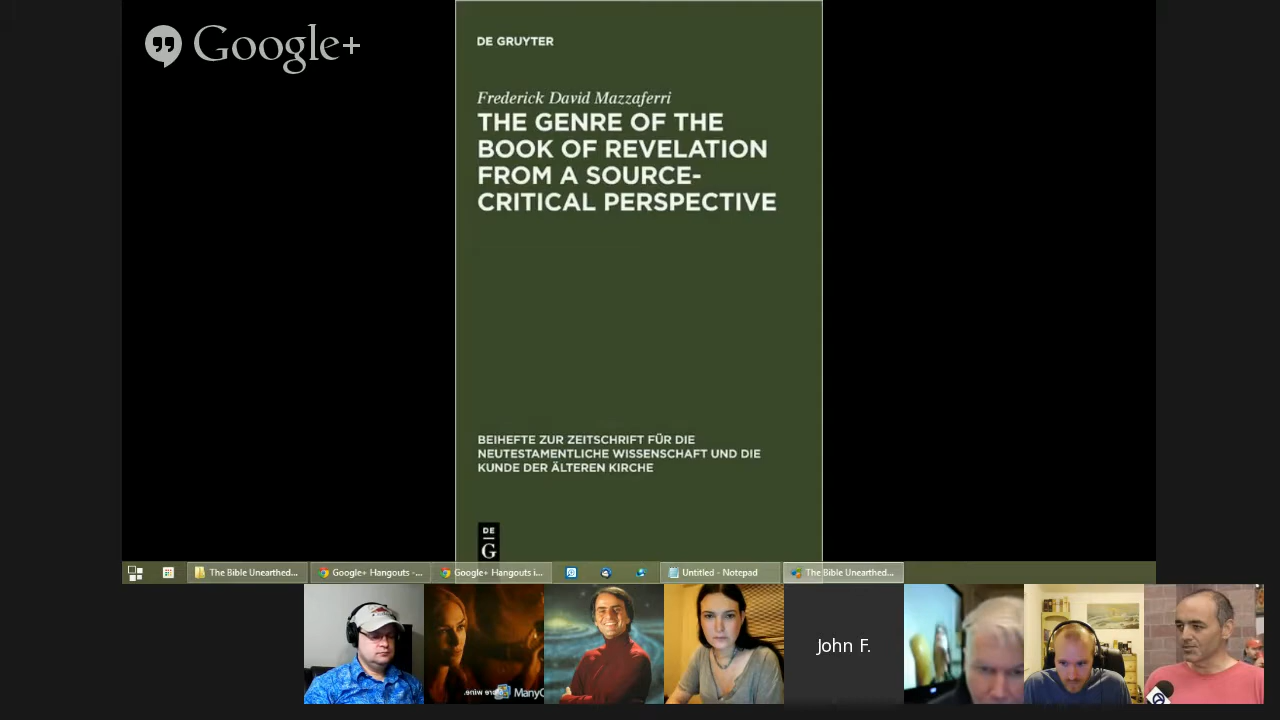 Google+
DE GRUYTER
Frederick David Mazzaferri
THE GENRE OF THE
BOOK OF REVELATION
FROM A SOURCE-
CRITICAL PERSPECTIVE
BEIHEFTE ZUR ZEITSCHRIFT FÜR DIE
NEUTESTAMENTLICHE WISSENSCHAFT UND DIE
KUNDE DER ÄLTEREN KIRCHE
DE
G
The Bible Unearthed...
Google+ Hangouts -...
Google+ Hangouts i...
Untitled - Notepad
The Bible Unearthed...
John F.